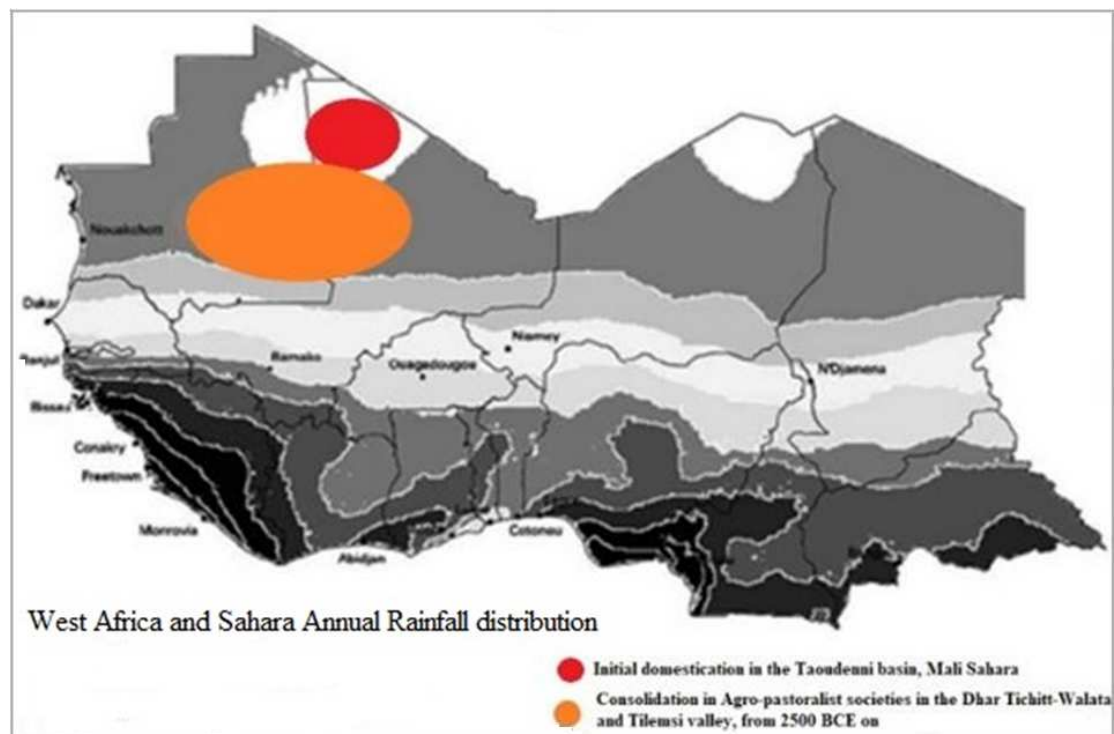 Nouakchott
Dakar
Banjul
Bamako
Ouagedougou
Niamey
N'Djamena
Bissau
Conakry
Freetown
Monrovia
Abidjan
Cotonou
West Africa and Sahara Annual Rainfall distribution
Initial domestication in the Taoudenni basin, Mali Sahara
Consolidation in Agro-pastoralist societies in the Dhar Tichitt-Walata
and Tilemsi valley, from 2500 BCE on